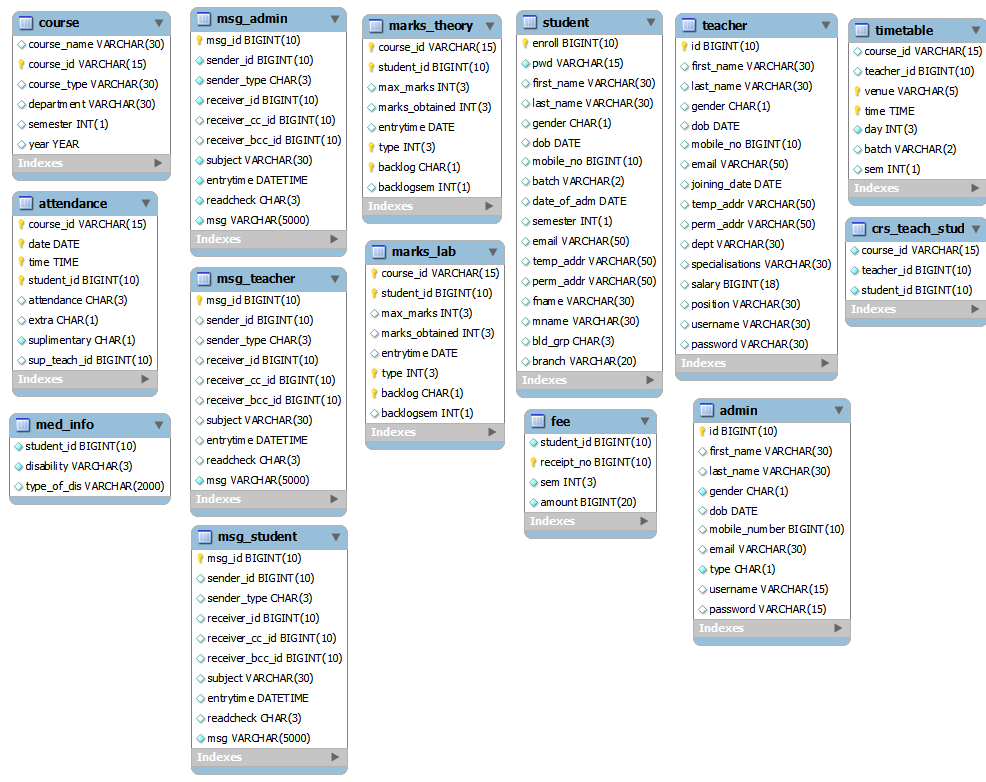 course
course_name VARCHAR(30)
course_id VARCHAR(15)
course_type VARCHAR(30)
department VARCHAR(30)
semester INT(1)
year YEAR
Indexes
attendance
course_id VARCHAR(15)
date DATE
time TIME
student_id BIGINT(10)
attendance CHAR(3)
extra CHAR(1)
suplimentary CHAR(1)
sup_teach_id BIGINT(10)
Indexes
med_info
student_id BIGINT(10)
disability VARCHAR(3)
type_of_dis VARCHAR(2000)
msg_admin
msg_id BIGINT(10)
sender_id BIGINT(10)
sender_type CHAR(3)
receiver_id BIGINT(10)
receiver_cc_id BIGINT(10)
receiver_bcc_id BIGINT(10)
subject VARCHAR(30)
entrytime DATETIME
readcheck CHAR(3)
msg VARCHAR(5000)
Indexes
msg_teacher
msg_id BIGINT(10)
sender_id BIGINT(10)
sender_type CHAR(3)
receiver_id BIGINT(10)
receiver_cc_id BIGINT(10)
receiver_bcc_id BIGINT(10)
subject VARCHAR(30)
entrytime DATETIME
readcheck CHAR(3)
msg VARCHAR(5000)
Indexes
msg_student
msg_id BIGINT(10)
sender_id BIGINT(10)
sender_type CHAR(3)
receiver_id BIGINT(10)
receiver_cc_id BIGINT(10)
receiver_bcc_id BIGINT(10)
subject VARCHAR(30)
entrytime DATETIME
readcheck CHAR(3)
msg VARCHAR(5000)
Indexes
marks_theory
course_id VARCHAR(15)
student_id BIGINT(10)
max_marks INT(3)
marks_obtained INT(3)
entrytime DATE
type INT(3)
backlog CHAR(1)
backlogsem INT(1)
Indexes
marks_lab
course_id VARCHAR(15)
student_id BIGINT(10)
max_marks INT(3)
marks_obtained INT(3)
entrytime DATE
type INT(3)
backlog CHAR(1)
backlogsem INT(1)
Indexes
student
enroll BIGINT(10)
pwd VARCHAR(15)
first_name VARCHAR(30)
last_name VARCHAR(30)
gender CHAR(1)
dob DATE
mobile_no BIGINT(10)
batch VARCHAR(2)
date_of_adm DATE
semester INT(1)
email VARCHAR(50)
temp_addr VARCHAR(50)
perm_addr VARCHAR(50)
fname VARCHAR(30)
mname VARCHAR(30)
bld_grp CHAR(3)
branch VARCHAR(20)
Indexes
fee
student_id BIGINT(10)
receipt_no BIGINT(10)
sem INT(3)
amount BIGINT(20)
Indexes
teacher
id BIGINT(10)
first_name VARCHAR(30)
last_name VARCHAR(30)
gender CHAR(1)
dob DATE
mobile_no BIGINT(10)
email VARCHAR(50)
joining_date DATE
temp_addr VARCHAR(50)
perm_addr VARCHAR(50)
dept VARCHAR(30)
specialisations VARCHAR(30)
salary BIGINT(18)
position VARCHAR(30)
username VARCHAR(30)
password VARCHAR(30)
Indexes
admin
id BIGINT(10)
first_name VARCHAR(30)
last_name VARCHAR(30)
gender CHAR(1)
dob DATE
mobile_number BIGINT(10)
email VARCHAR(30)
type CHAR(1)
username VARCHAR(15)
password VARCHAR(15)
Indexes
timetable
course_id VARCHAR(15)
teacher_id BIGINT(10)
venue VARCHAR(5)
time TIME
day INT(3)
batch VARCHAR(2)
sem INT(1)
Indexes
crs_teach_stud
course_id VARCHAR(15)
teacher_id BIGINT(10)
student_id BIGINT(10)
Indexes